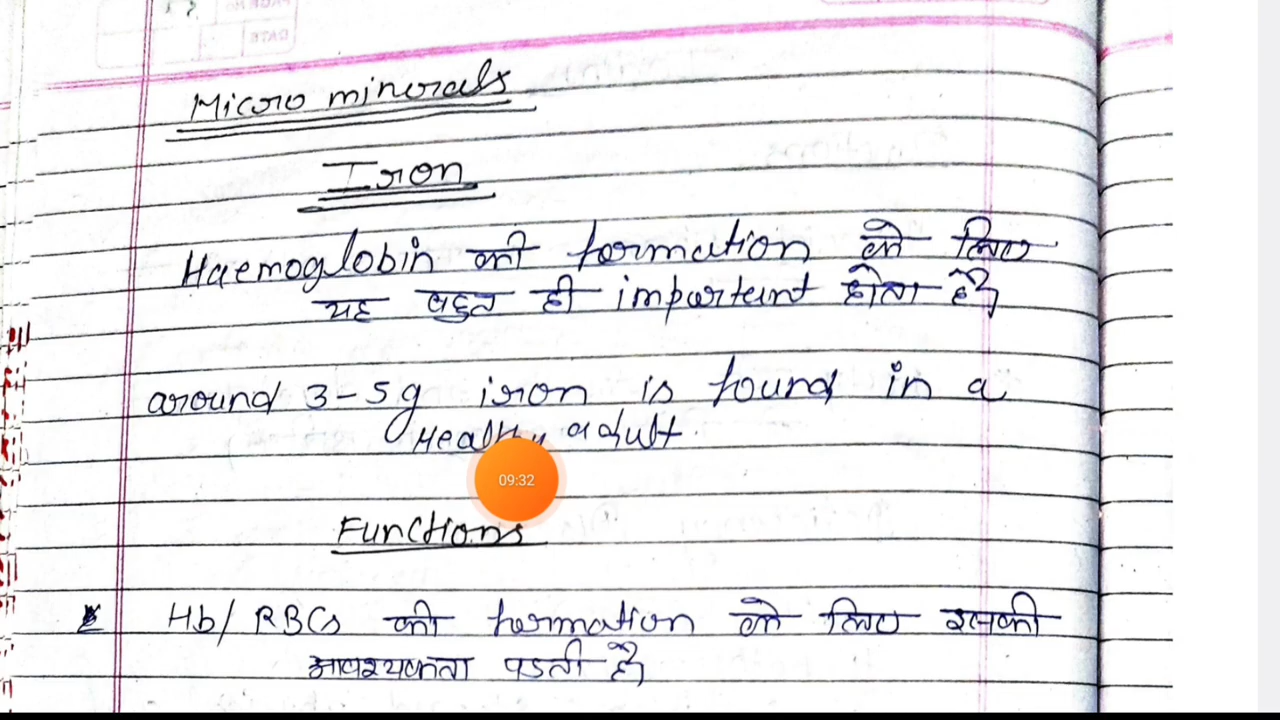 Micro minerals
Iron
Haemoglobin की formation के लिए
यह बहुत ही important होता है
around 3-5g iron is found in a
Healthy adult.
09:32
Functions
Hb/RBCs की formation के लिए इसकी
आवश्यकता पडती है